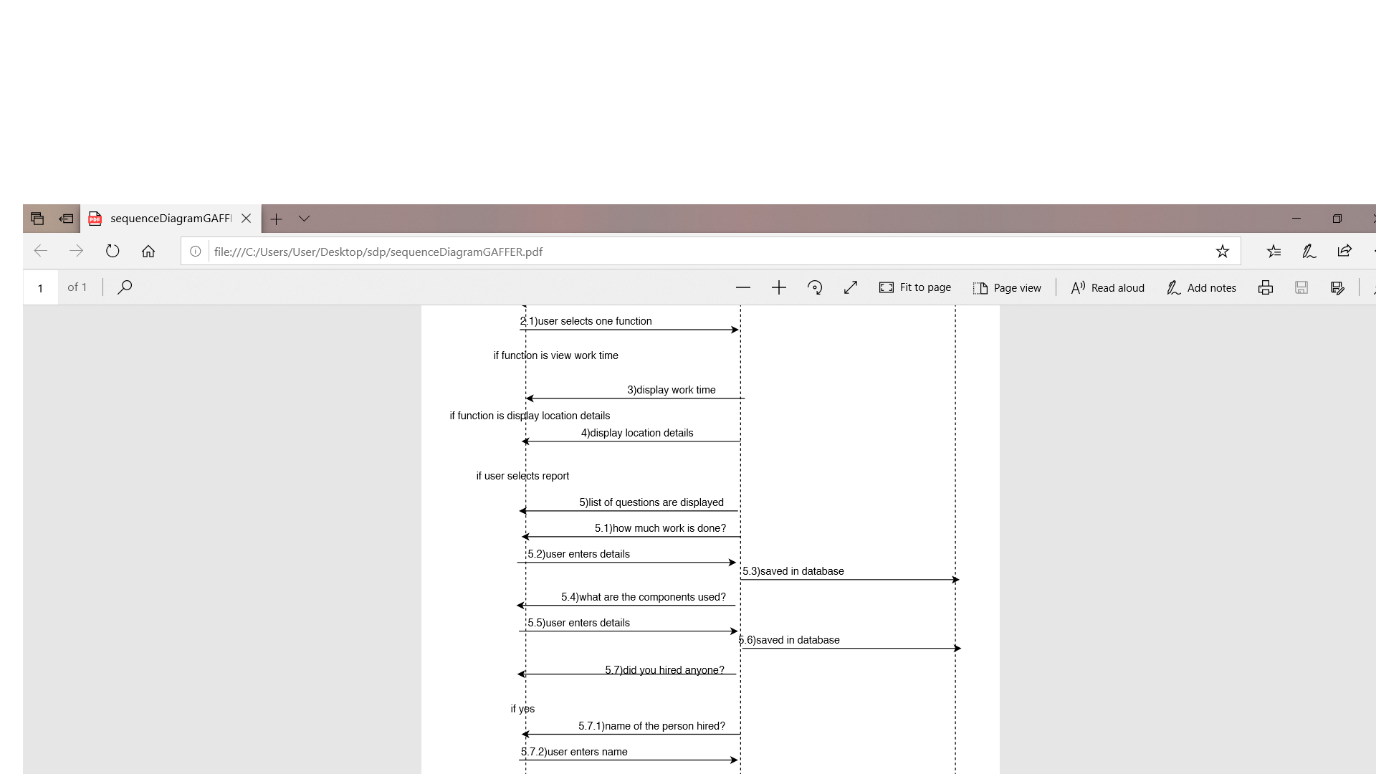 sequenceDiagramGAFFI
file:///C:/Users/User/Desktop/sdp/sequenceDiagramGAFFER.pdf
1 of 1 Fit to page Page view Read aloud Add notes
2.1)user selects one function
if function is view work time
3)display work time
if function is display location details
4)display location details
if user selects report
5)list of questions are displayed
5.1)how much work is done?
5.2)user enters details
5.3)saved in database
5.4)what are the components used?
5.5)user enters details
5.6)saved in database
5.7)did you hired anyone?
if yes
5.7.1)name of the person hired?
5.7.2)user enters name